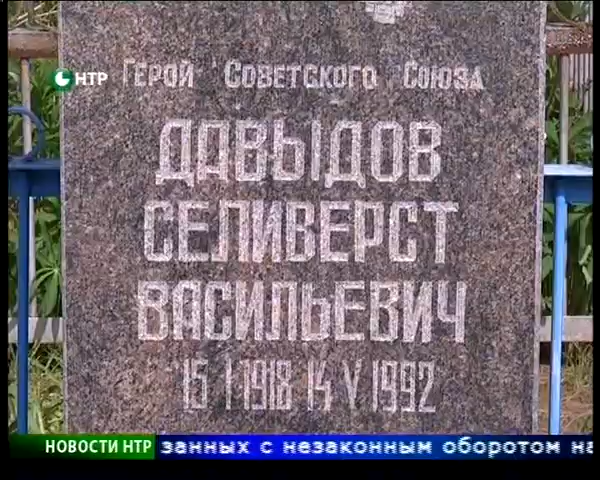 НТР
Герой Советского Союза
ДАВЫДОВ
СЕЛИВЕРСТ
ВАСИЛЬЕВИЧ
15 I 1918 14 V 1992
НОВОСТИ НТР
занных с незаконным оборотом на